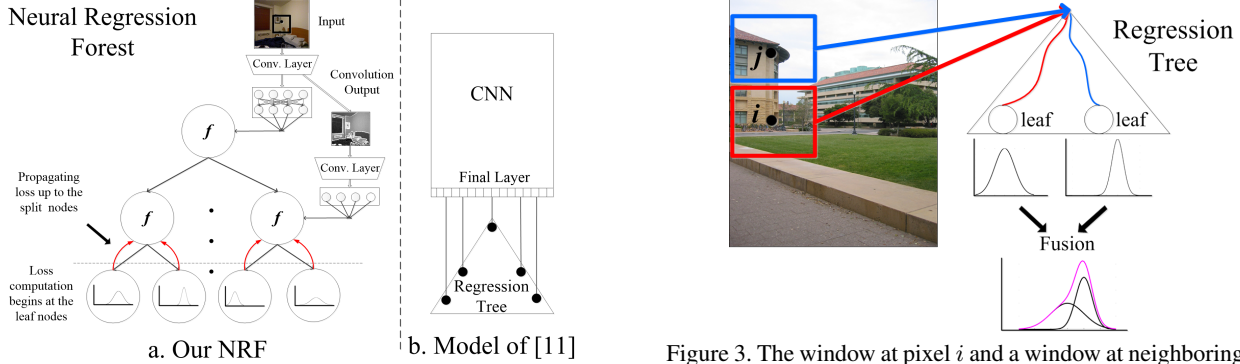 Neural Regression
Forest
Input
Conv. Layer
Convolution
Output
f
Conv. Layer
Propagating
loss up to the
split nodes
f
f
Loss
computation
begins at the
leaf nodes
a. Our NRF
CNN
Final Layer
Regression
Tree
b. Model of [11]
j
i
Regression
Tree
leaf
leaf
Fusion
Figure 3. The window at pixel i and a window at neighboring